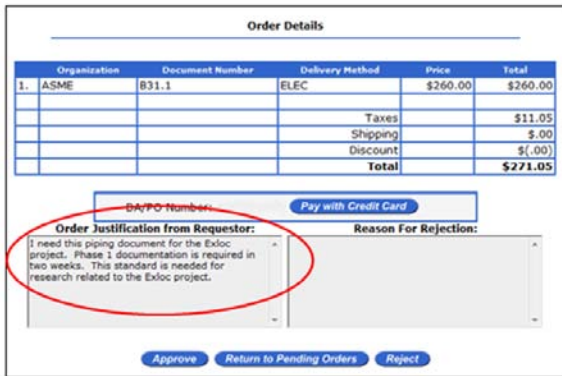 Order Details
Organization Document Number Delivery Method Price Total
1. ASME B31.1 ELEC $260.00 $260.00
Taxes $11.05
Shipping $.00
Discount $(.00)
Total $271.05
DA/PO Number: Pay with Credit Card
Order Justification from Requestor: Reason For Rejection:
I need this piping document for the Exloc
project. Phase 1 documentation is required in
two weeks. This standard is needed for
research related to the Exloc project.
Approve Return to Pending Orders Reject